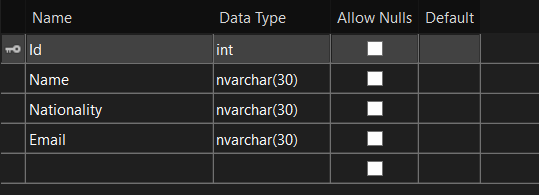 Name Data Type Allow Nulls Default
Id int
Name nvarchar(30)
Nationality nvarchar(30)
Email nvarchar(30)